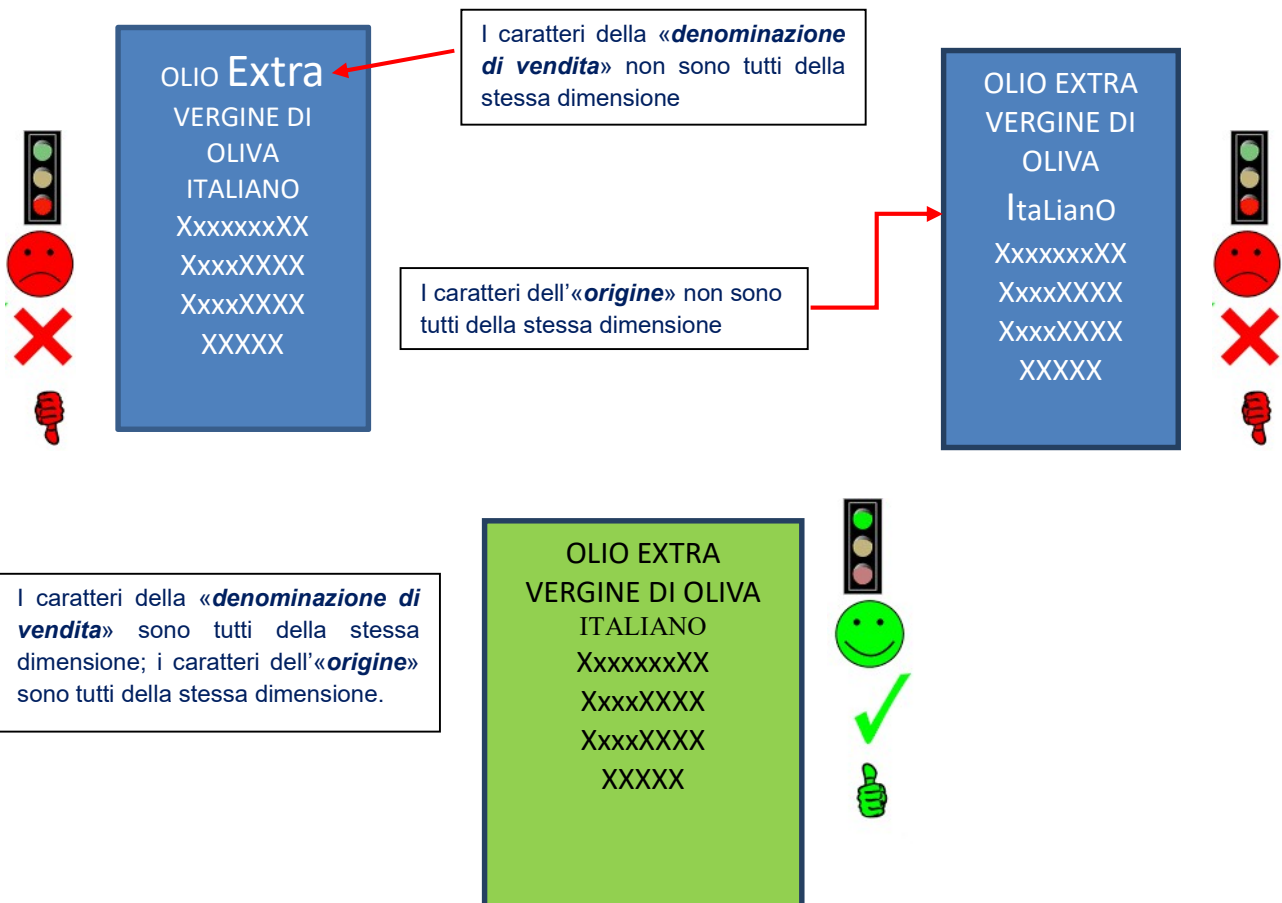 OLIO Extra
VERGINE DI
OLIVA
ITALIANO
XxxxxxxXX
XxxxXXXX
XxxxXXXX
XXXXX
I caratteri della «denominazione
di vendita» non sono tutti della
stessa dimensione
OLIO EXTRA
VERGINE DI
OLIVA
ItaLianO
XxxxxxxXX
XxxxXXXX
XxxxXXXX
XXXXX
I caratteri dell’«origine» non sono
tutti della stessa dimensione
I caratteri della «denominazione di
vendita» sono tutti della stessa
dimensione; i caratteri dell’«origine»
sono tutti della stessa dimensione.
OLIO EXTRA
VERGINE DI OLIVA
ITALIANO
XxxxxxxXX
XxxxXXXX
XxxxXXXX
XXXXX